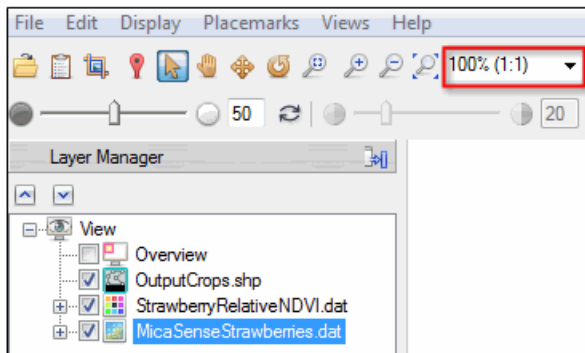 File Edit Display Placemarks Views Help
100% (1:1)
50 20
Layer Manager
View
Overview
OutputCrops.shp
StrawberryRelativeNDVI.dat
MicaSenseStrawberries.dat